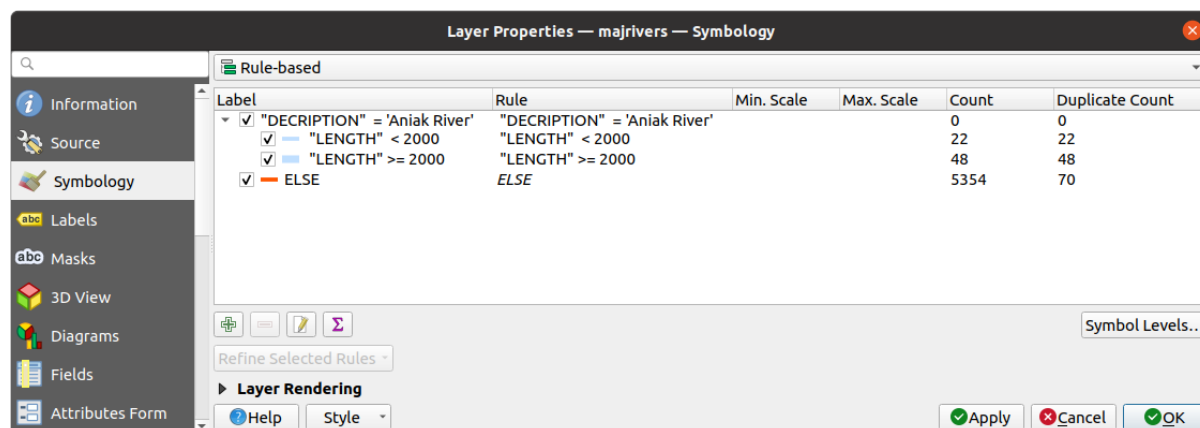 Layer Properties — majrivers — Symbology
Information
Source
Symbology
abc Labels
abc Masks
3D View
Diagrams
Fields
Attributes Form
Rule-based
Label Rule Min. Scale Max. Scale Count Duplicate Count
"DECRIPTION" = 'Aniak River' "DECRIPTION" = 'Aniak River' 0 0
"LENGTH" < 2000 "LENGTH" < 2000 22 22
"LENGTH" >= 2000 "LENGTH" >= 2000 48 48
ELSE ELSE 5354 70
Σ
Symbol Levels..
Refine Selected Rules
Layer Rendering
Help Style Apply Cancel OK